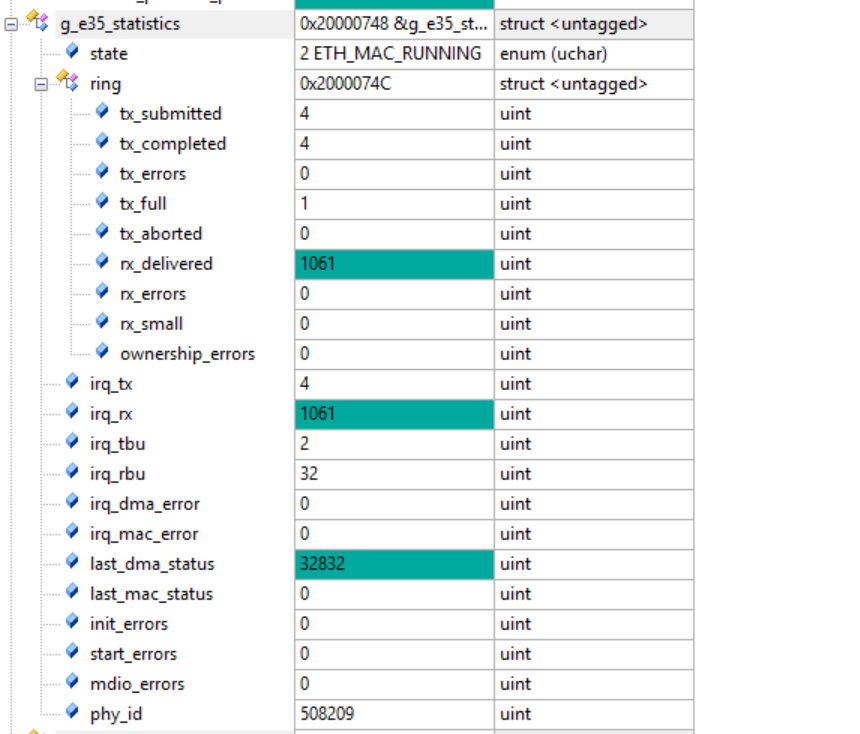 g_e35_statistics 0x20000748 &g_e35_st... struct <untagged>
state 2 ETH_MAC_RUNNING enum (uchar)
ring 0x2000074C struct <untagged>
tx_submitted 4 uint
tx_completed 4 uint
tx_errors 0 uint
tx_full 1 uint
tx_aborted 0 uint
rx_delivered 1061 uint
rx_errors 0 uint
rx_small 0 uint
ownership_errors 0 uint
irq_tx 4 uint
irq_rx 1061 uint
irq_tbu 2 uint
irq_rbu 32 uint
irq_dma_error 0 uint
irq_mac_error 0 uint
last_dma_status 32832 uint
last_mac_status 0 uint
init_errors 0 uint
start_errors 0 uint
mdio_errors 0 uint
phy_id 508209 uint